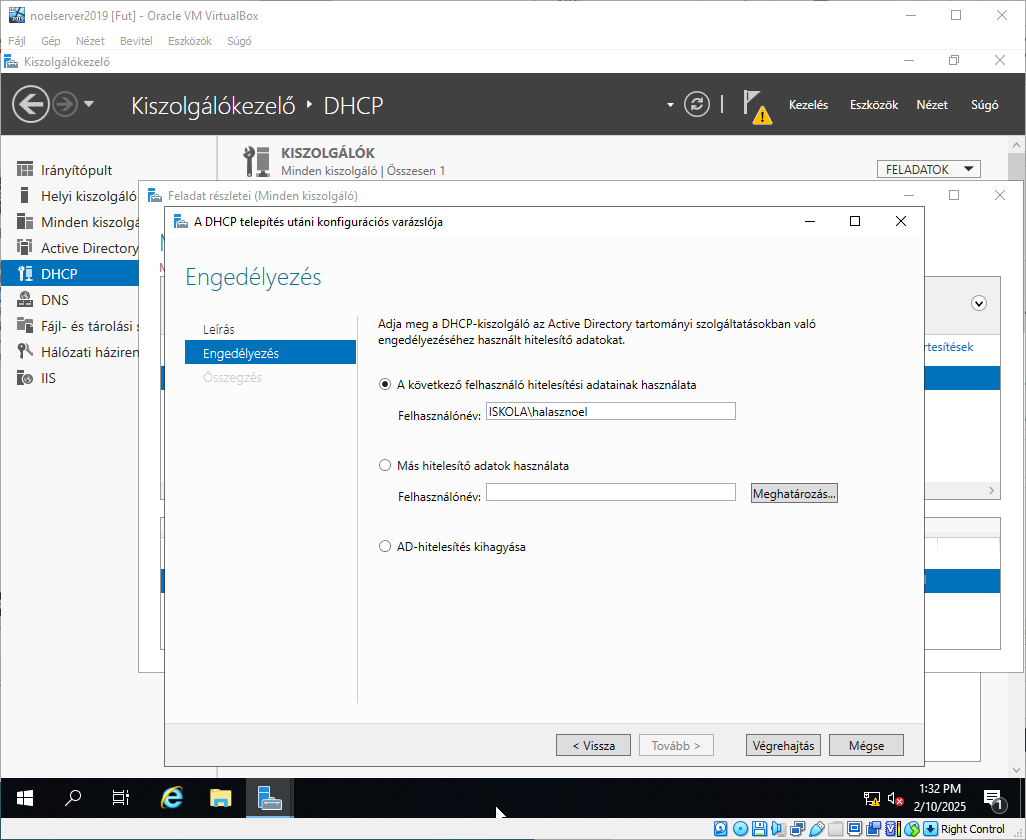 noelserver2019 [Fut] - Oracle VM VirtualBox
Fájl Gép Nézet Bevitel Eszközök Súgó
Kiszolgálókezelő
Kiszolgálókezelő DHCP
Kezelés Eszközök Nézet Súgó
Irányítópult
Helyi kiszolgáló
Minden kiszolgá
Active Directory
DHCP
DNS
Fájl- és tárolási s
Hálózati háziren
IIS
KISZOLGÁLÓK
Minden kiszolgáló | Összesen 1
FELADATOK
Feladat részletei (Minden kiszolgáló)
rtesítések
A DHCP telepítés utáni konfigurációs varázslója
Engedélyezés
Leírás
Engedélyezés
Összegzés
Adja meg a DHCP-kiszolgáló az Active Directory tartományi szolgáltatásokban való
engedélyezéséhez használt hitelesítő adatokat.
A következő felhasználó hitelesítési adatainak használata
Felhasználónév: ISKOLA\halasznoel
Más hitelesítő adatok használata
Felhasználónév:
Meghatározás...
AD-hitelesítés kihagyása
< Vissza Tovább > Végrehajtás Mégse
1:32 PM
2/10/2025
1
Right Control